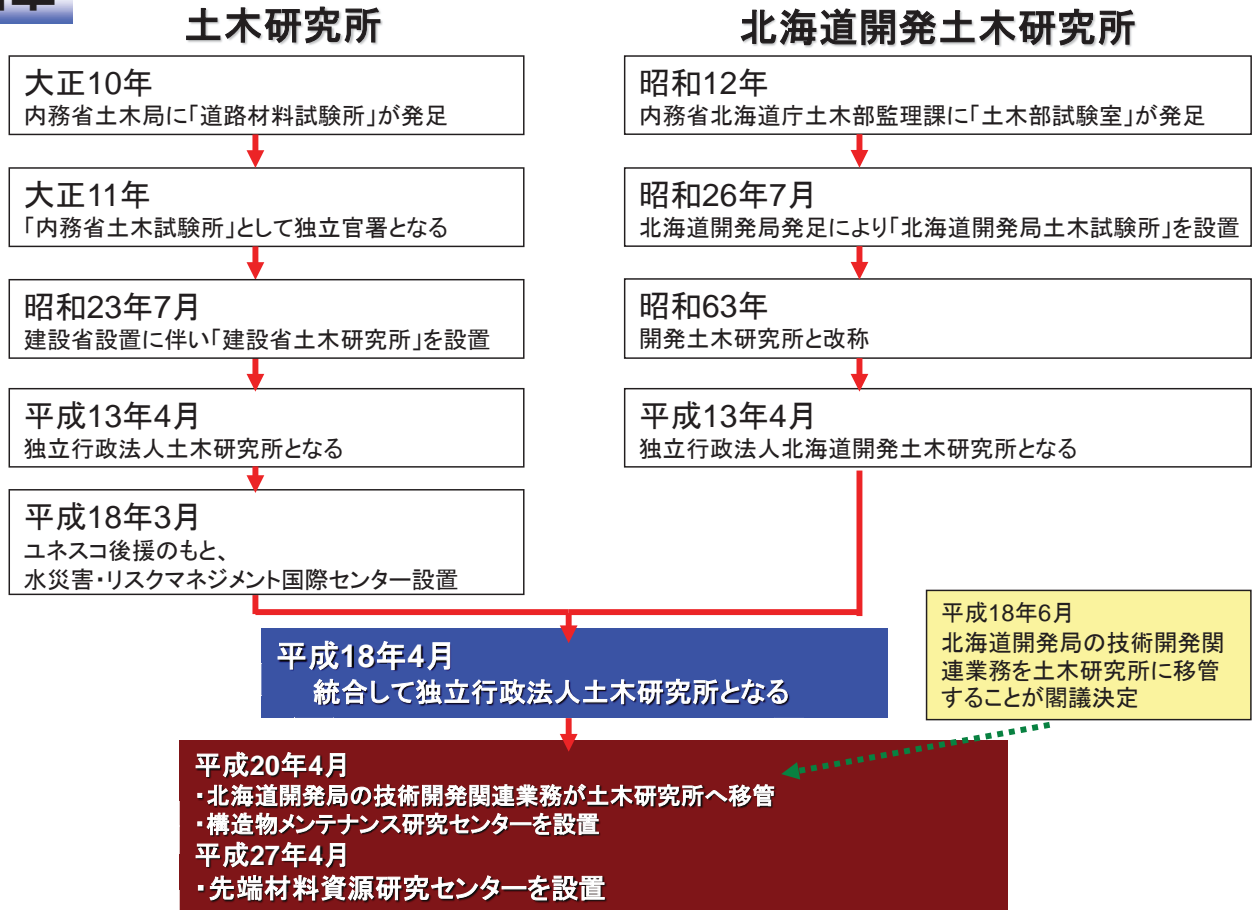 土木研究所
大正10年
内務省土木局に「道路材料試験所」が発足
大正11年
「内務省土木試験所」として独立官署となる
昭和23年7月
建設省設置に伴い「建設省土木研究所」を設置
平成13年4月
独立行政法人土木研究所となる
平成18年3月
ユネスコ後援のもと、
水災害・リスクマネジメント国際センター設置
北海道開発土木研究所
昭和12年
内務省北海道庁土木部監理課に「土木部試験室」が発足
昭和26年7月
北海道開発局発足により「北海道開発局土木試験所」を設置
昭和63年
開発土木研究所と改称
平成13年4月
独立行政法人北海道開発土木研究所となる
平成18年4月
統合して独立行政法人土木研究所となる
平成18年6月
北海道開発局の技術開発関
連業務を土木研究所に移管
することが閣議決定
平成20年4月
・北海道開発局の技術開発関連業務が土木研究所へ移管
・構造物メンテナンス研究センターを設置
平成27年4月
・先端材料資源研究センターを設置